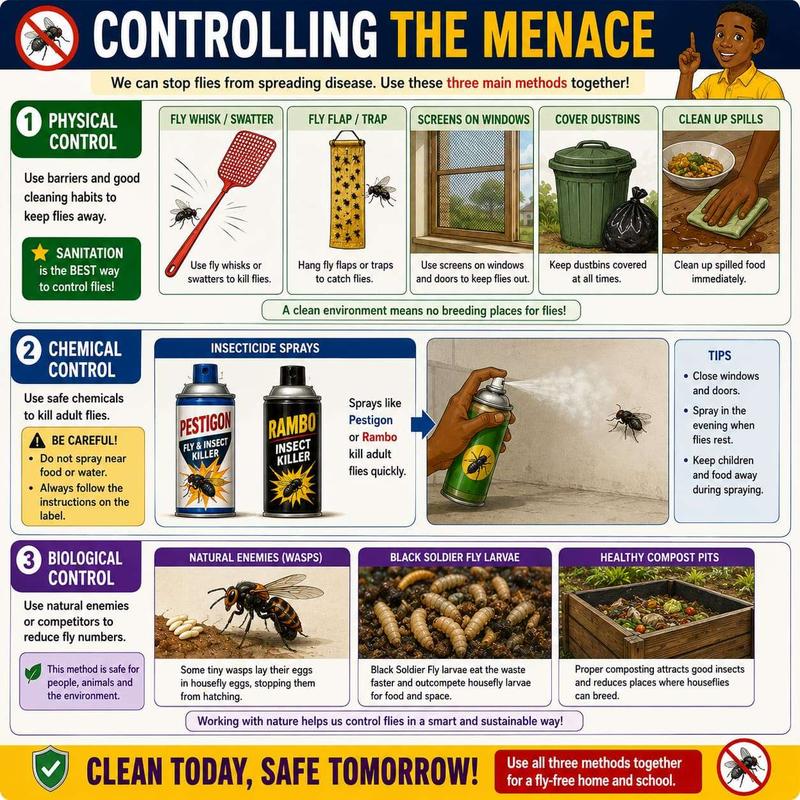 CONTROLLING THE MENACE
We can stop flies from spreading disease. Use these three main methods together!
1 PHYSICAL
CONTROL
Use barriers and good
cleaning habits to
keep flies away.
SANITATION
is the BEST way
to control flies!
FLY WHISK / SWATTER
Use fly whisks or
swatters to kill flies.
FLY FLAP / TRAP
Hang fly flaps or traps
to catch flies.
SCREENS ON WINDOWS
Use screens on windows
and doors to keep flies out.
COVER DUSTBINS
Keep dustbins covered
at all times.
CLEAN UP SPILLS
Clean up spilled food
immediately.
A clean environment means no breeding places for flies!
2 CHEMICAL
CONTROL
Use safe chemicals
to kill adult flies.
BE CAREFUL!
• Do not spray near
food or water.
• Always follow the
instructions on the
label.
INSECTICIDE SPRAYS
PESTIGON
FLY & INSECT
KILLER
RAMBO
INSECT
KILLER
Sprays like
Pestigon
or Rambo
kill adult
flies quickly.
TIPS
• Close windows
and doors.
• Spray in the
evening when
flies rest.
• Keep children
and food away
during spraying.
3 BIOLOGICAL
CONTROL
Use natural enemies
or competitors to
reduce fly numbers.
This method is safe for
people, animals and
the environment.
NATURAL ENEMIES (WASPS)
Some tiny wasps lay their eggs
in housefly eggs, stopping them
from hatching.
BLACK SOLDIER FLY LARVAE
Black Soldier Fly larvae eat the waste
faster and outcompete housefly larvae
for food and space.
HEALTHY COMPOST PITS
Proper composting attracts good insects
and reduces places where houseflies
can breed.
Working with nature helps us control flies in a smart and sustainable way!
CLEAN TODAY, SAFE TOMORROW!
Use all three methods together
for a fly-free home and school.